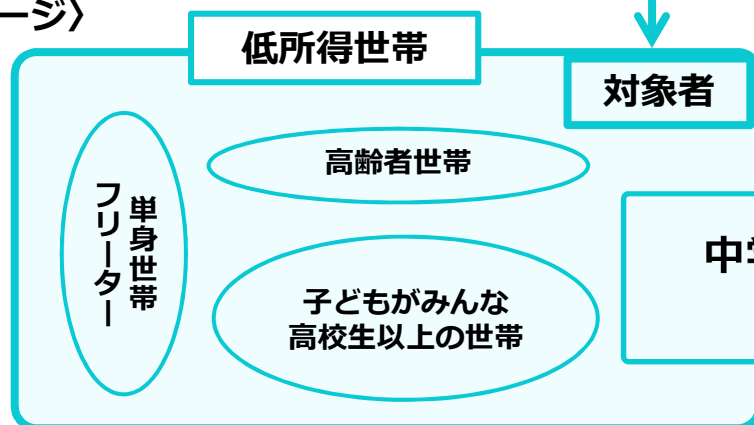 ージ〉
低所得世帯
対象者
高齢者世帯
単身世帯
フリーター
子どもがみんな
高校生以上の世帯
中